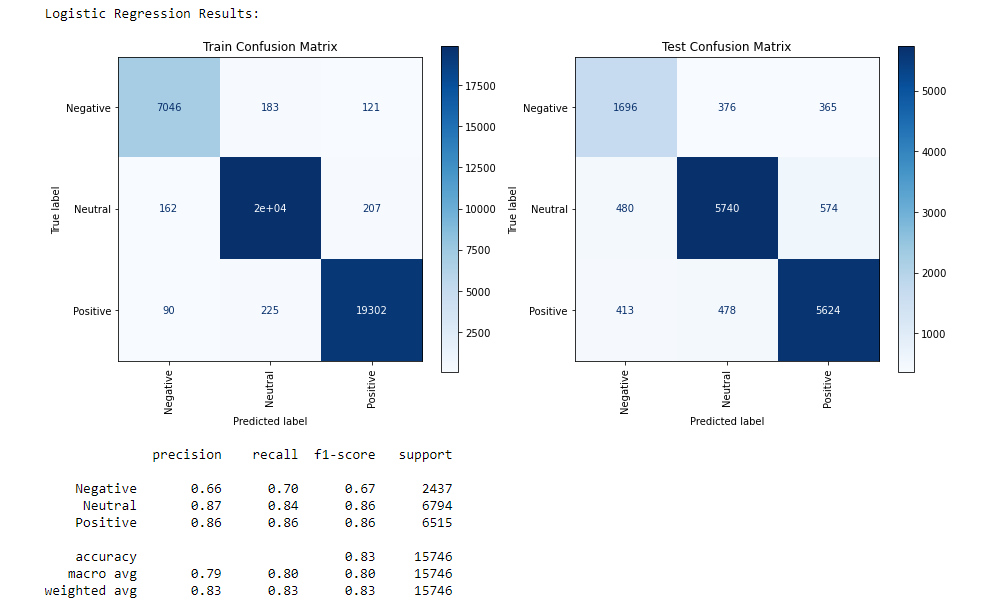 Logistic Regression Results:
Train Confusion Matrix
Negative 7046 183 121
Neutral 162 2e+04 207
Positive 90 225 19302
True label
Negative Neutral Positive
Predicted label
17500
15000
12500
10000
7500
5000
2500
Test Confusion Matrix
Negative 1696 376 365
Neutral 480 5740 574
Positive 413 478 5624
True label
Negative Neutral Positive
Predicted label
5000
4000
3000
2000
1000
precision recall f1-score support
Negative 0.66 0.70 0.67 2437
Neutral 0.87 0.84 0.86 6794
Positive 0.86 0.86 0.86 6515
accuracy 0.83 15746
macro avg 0.79 0.80 0.80 15746
weighted avg 0.83 0.83 0.83 15746